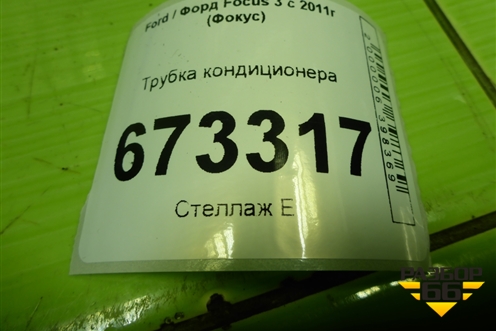 Ford / Форд Focus 3 с 2011г
(Фокус)
Трубка кондиционера
673317
Стеллаж Е
РАЗБОР
66